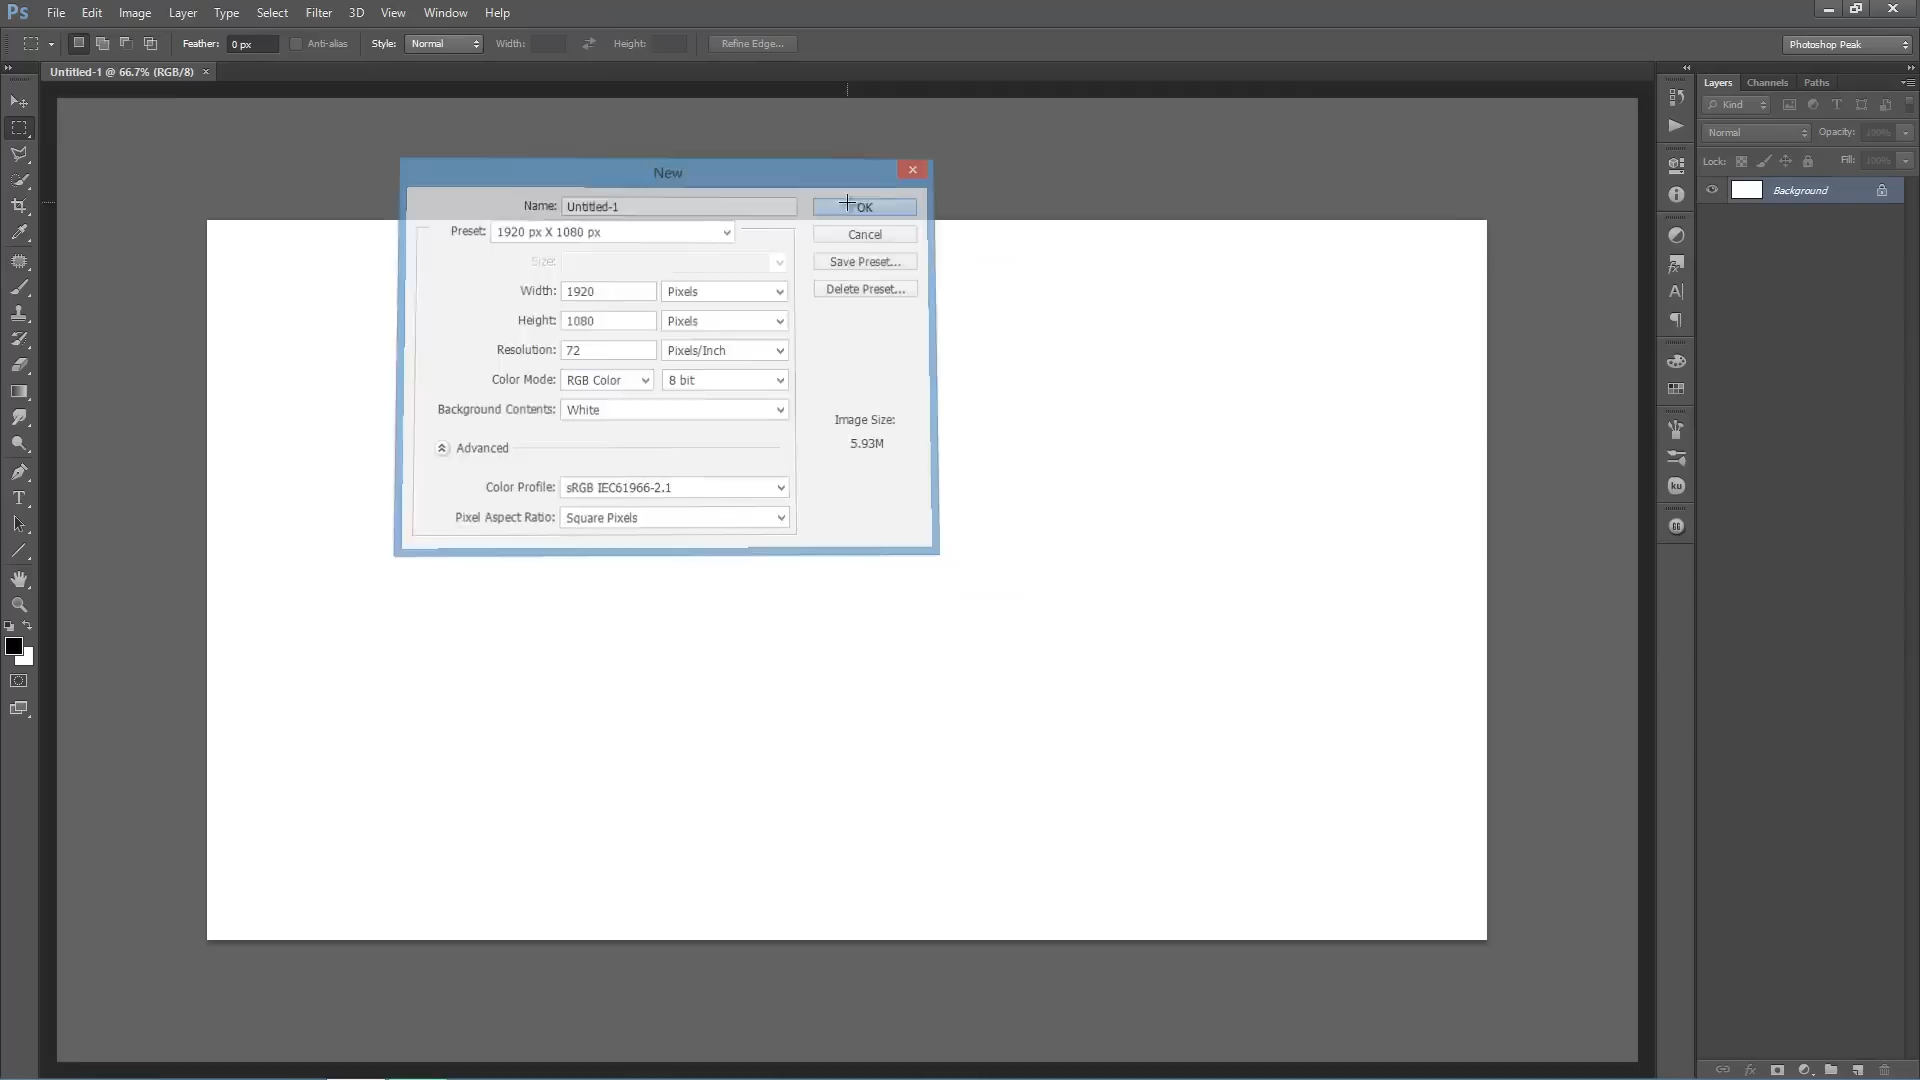 Ps File Edit Image Layer Type Select Filter 3D View Window Help
Feather: 0 px Anti-alias Style: Normal Width: Height: Refine Edge... Photoshop Peak
Untitled-1 @ 66.7% (RGB/8) ×
Layers Channels Paths
Kind
Normal Opacity: 100%
Lock: Fill: 100%
Background
New
Name: Untitled-1 OK
Preset: 1920 px X 1080 px Cancel
Size: Save Preset...
Width: 1920 Pixels Delete Preset...
Height: 1080 Pixels
Resolution: 72 Pixels/Inch
Color Mode: RGB Color 8 bit
Background Contents: White Image Size:
5.93M
Advanced
Color Profile: sRGB IEC61966-2.1
Pixel Aspect Ratio: Square Pixels
ku